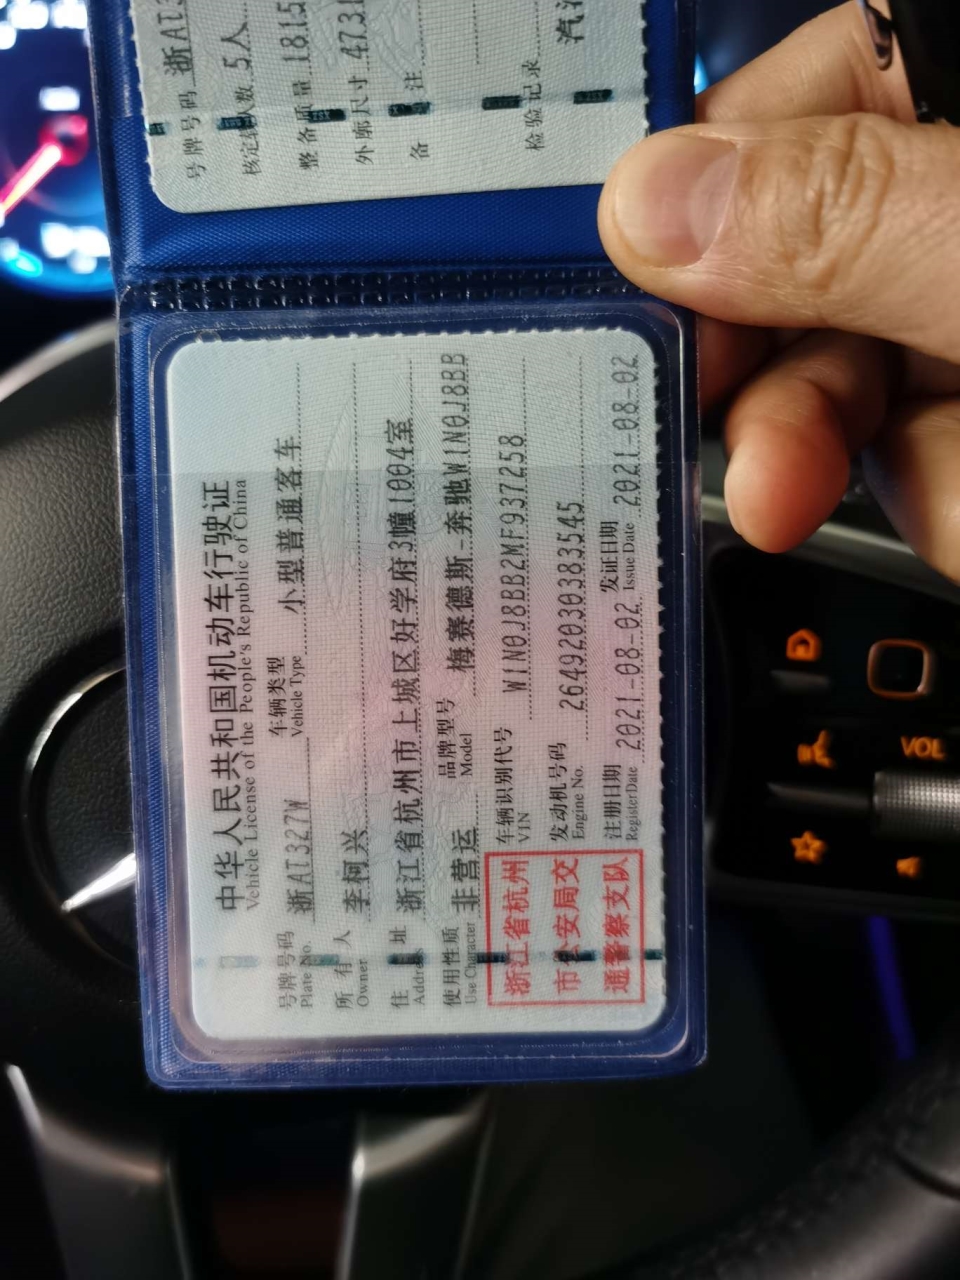 中华人民共和国机动车行驶证
Vehicle License of the People's Republic of China
号牌号码 浙AT327W 车辆类型 小型普通客车
Plate No. Vehicle Type
所有人 李柯兴
Owner
住址 浙江省杭州市上城区好学府3幢1004室
Address
使用性质 非营运 品牌型号 梅赛德斯-奔驰W1N0J8BB
Use Character Model
浙江省杭州
市公安局交
通警察支队
车辆识别代号 W1N0J8BB2MF937258
VIN
发动机号码 26492030383545
Engine No.
注册日期 2021-08-02 发证日期 2021-08-02
Register Date Issue Date
号牌号码 浙AT3
核定载人数 5人
整备质量 1815
外廓尺寸 4731
备注
检验记录
VOL